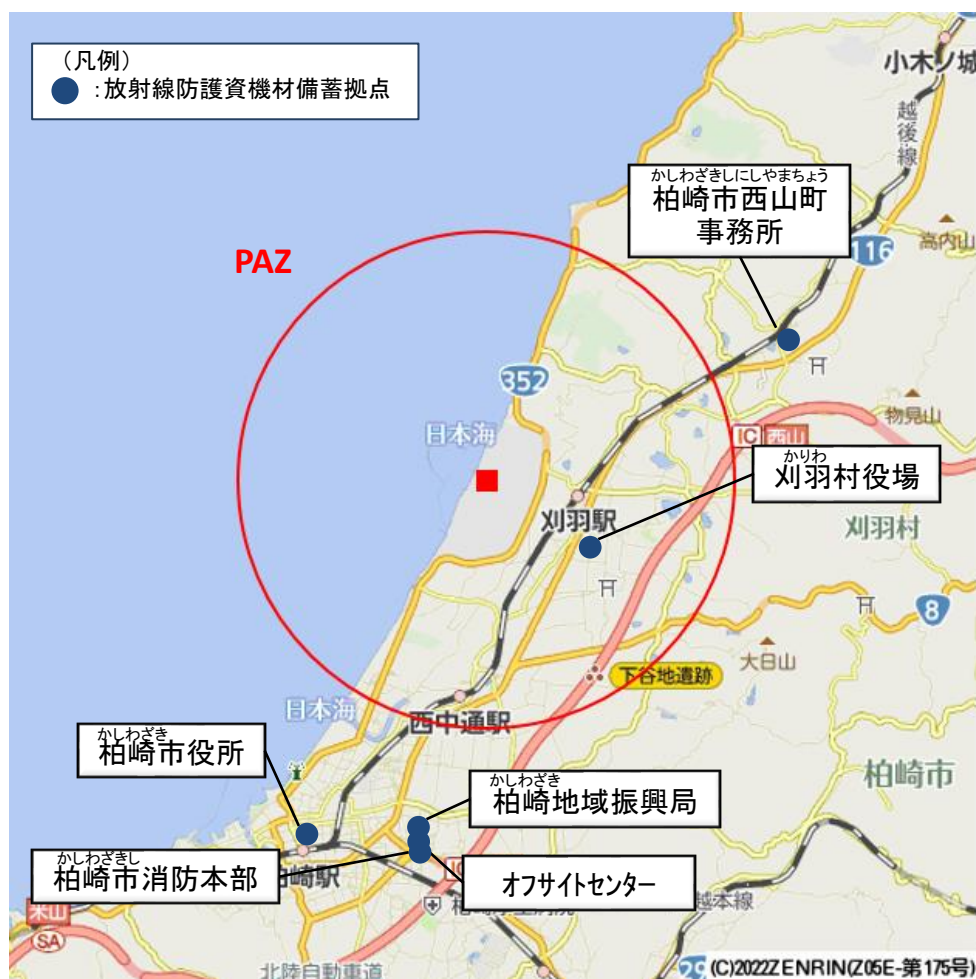 （凡例）
：放射線防護資機材備蓄拠点
小木ノ城
越後線
かしわざきしにしやまちょう
柏崎市西山町
事務所
116
高内山
PAZ
352
日本海
物見山
IC 西山
かりわ
刈羽村役場
刈羽駅
刈羽村
8
大日山
下谷地遺跡
日本海
西中通駅
かしわざき
柏崎市役所
柏崎市
かしわざき
柏崎地域振興局
かしわざきし
柏崎市消防本部
崎駅
IC
オフサイトセンター
米山
SA
越本線
北陸自動車道
(C)2022ZENRIN(Z05E-第175号)